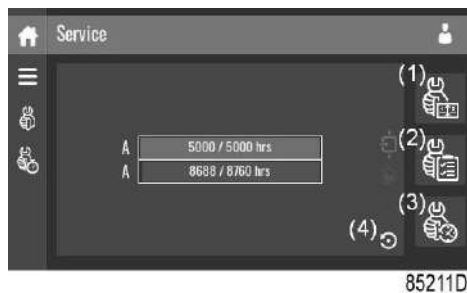 Service
(1)
(2)
A 5000 / 5000 hrs
A 8688 / 8760 hrs
(3)
(4)
85211D